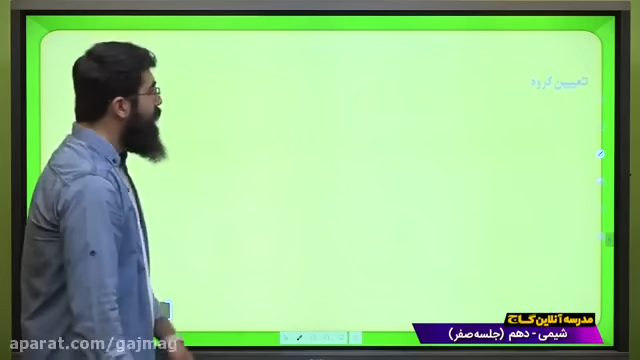 تعیین گروه
مدرسه آنلاین گاج
شیمی - دهم (جلسه صفر)
aparat.com/gajmag